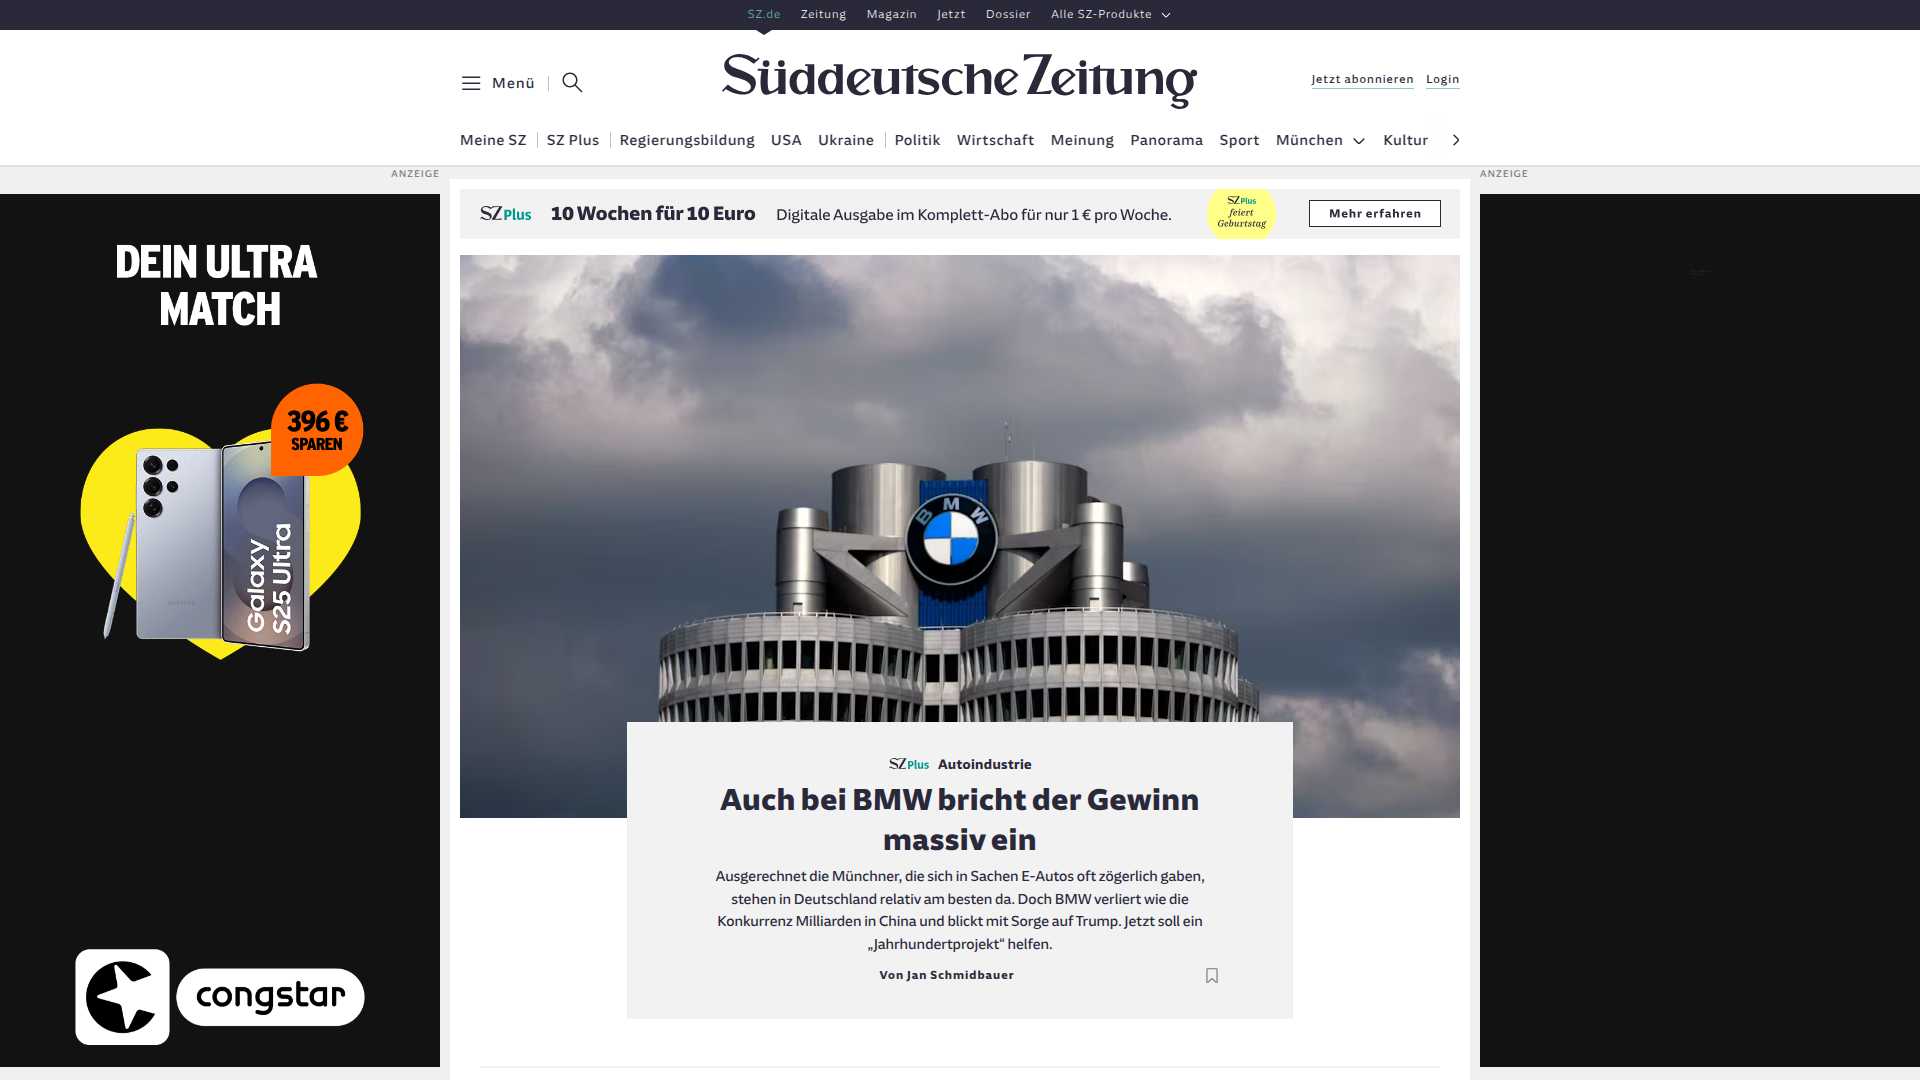 SZ.de Zeitung Magazin Jetzt Dossier Alle SZ-Produkte
Menü
Süddeutsche Zeitung
Jetzt abonnieren Login
Meine SZ SZ Plus Regierungsbildung USA Ukraine Politik Wirtschaft Meinung Panorama Sport München Kultur
ANZEIGE
ANZEIGE
DEIN ULTRA
MATCH
396 €
SPAREN
Galaxy
S25 Ultra
SAMSUNG
congstar
SZ Plus 10 Wochen für 10 Euro Digitale Ausgabe im Komplett-Abo für nur 1 € pro Woche.
SZ Plus
feiert
Geburtstag
Mehr erfahren
BMW
SZ Plus Autoindustrie
Auch bei BMW bricht der Gewinn
massiv ein
Ausgerechnet die Münchner, die sich in Sachen E-Autos oft zögerlich gaben,
stehen in Deutschland relativ am besten da. Doch BMW verliert wie die
Konkurrenz Milliarden in China und blickt mit Sorge auf Trump. Jetzt soll ein
„Jahrhundertprojekt“ helfen.
Von Jan Schmidbauer